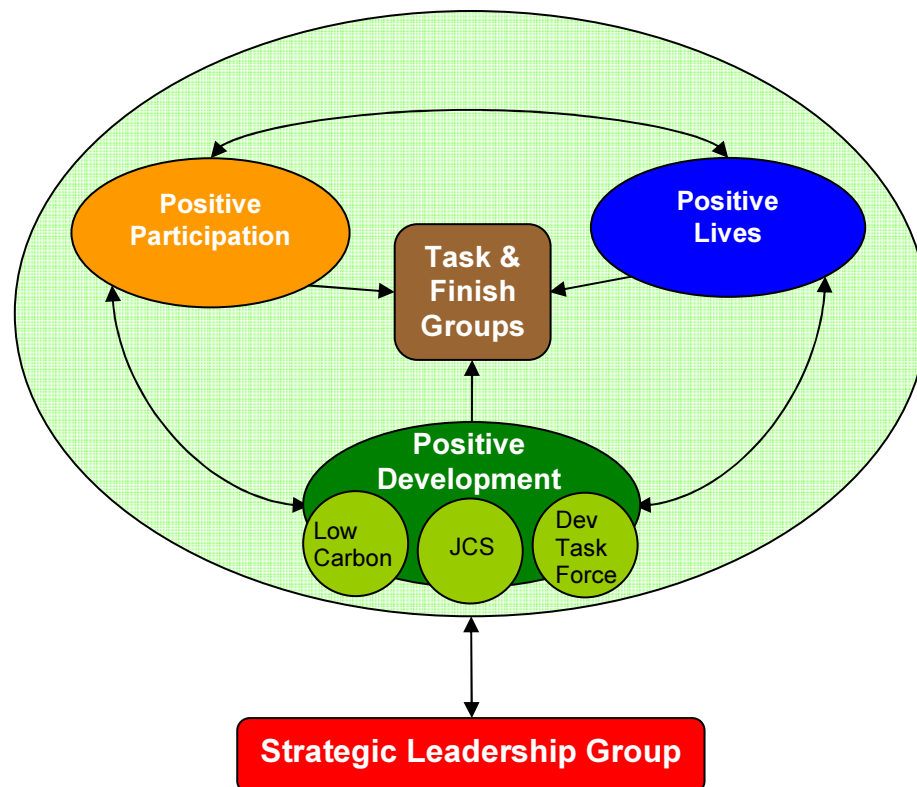 Positive
Participation
Positive
Lives
Task &
Finish
Groups
Positive
Development
Low
Carbon
JCS
Dev
Task
Force
Strategic Leadership Group